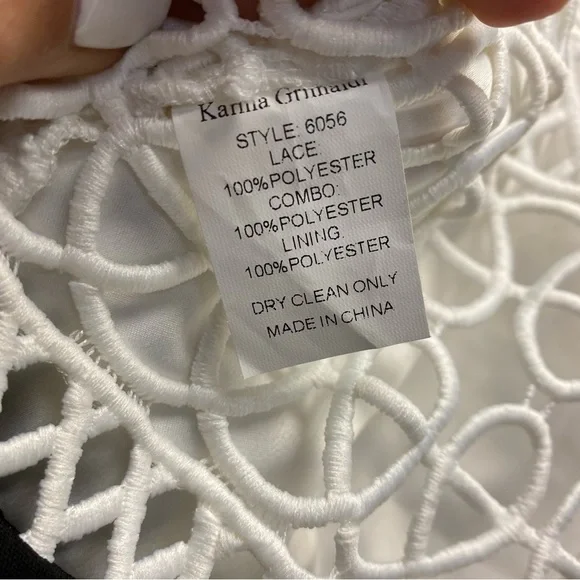 Karina Grimaldi
STYLE: 6056
LACE:
100%POLYESTER
COMBO:
100%POLYESTER
LINING:
100%POLYESTER
DRY CLEAN ONLY
MADE IN CHINA